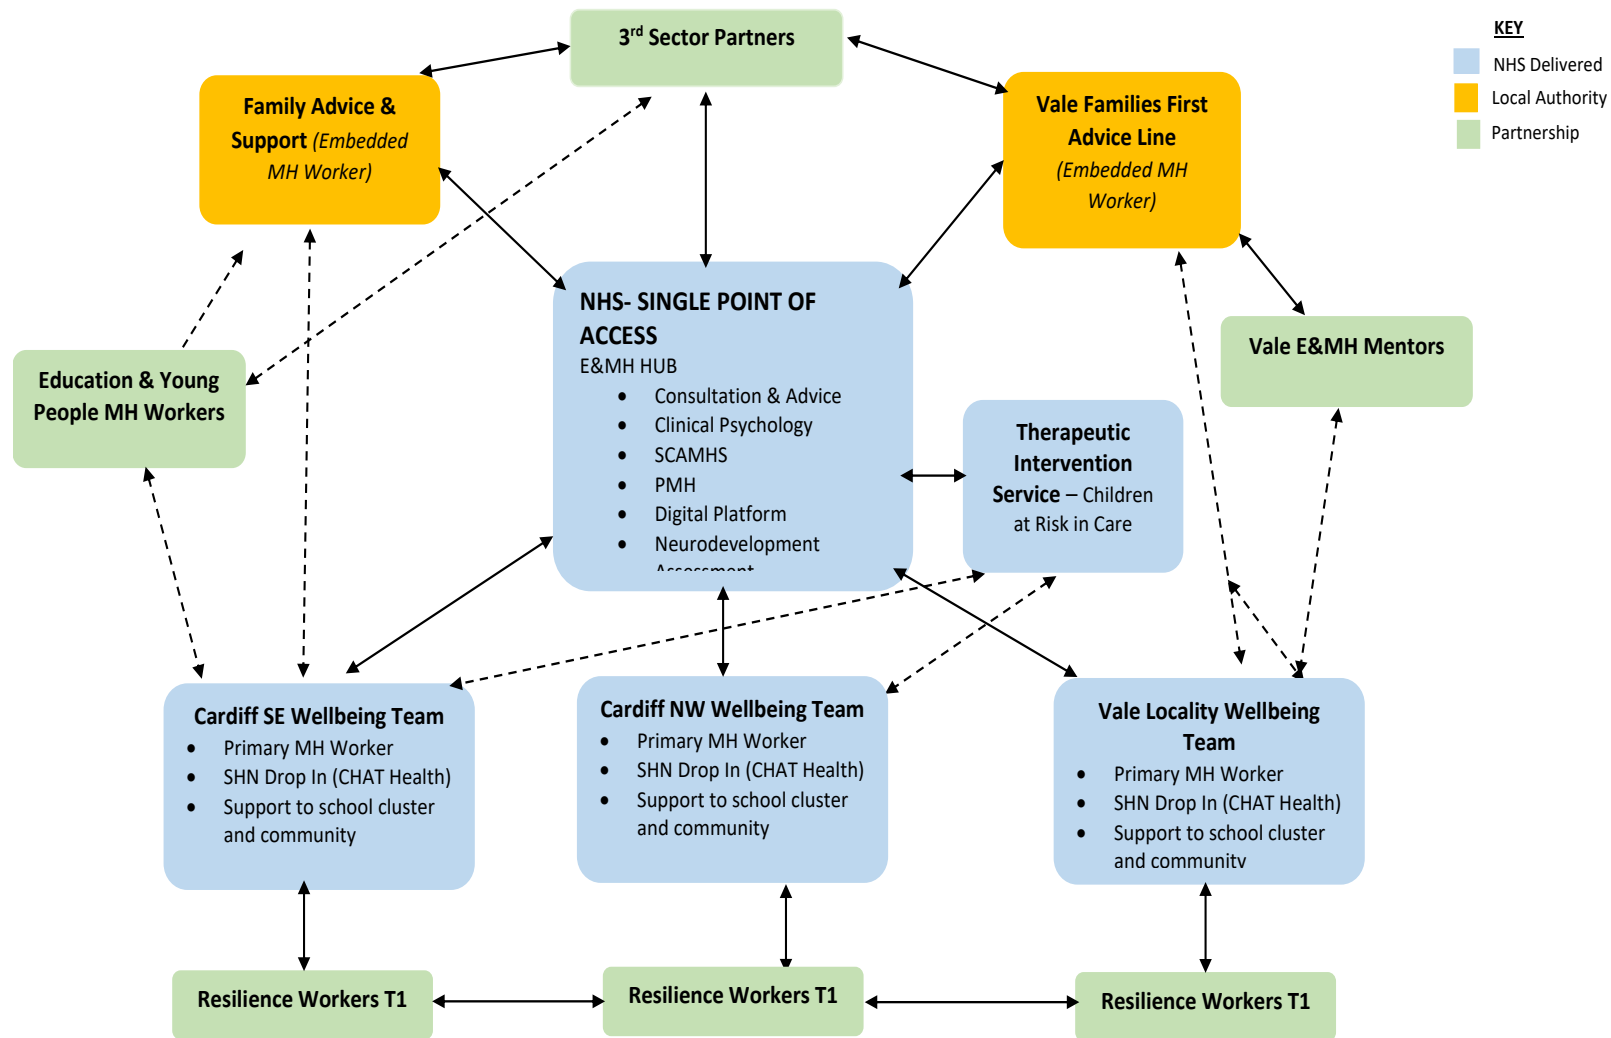 3rd Sector Partners
KEY
NHS Delivered
Local Authority
Partnership
Family Advice &
Support (Embedded
MH Worker)
Vale Families First
Advice Line
(Embedded MH
Worker)
NHS- SINGLE POINT OF
ACCESS
E&MH HUB
• Consultation & Advice
• Clinical Psychology
• SCAMHS
• PMH
• Digital Platform
• Neurodevelopment
Assessment
Vale E&MH Mentors
Education & Young
People MH Workers
Therapeutic
Intervention
Service – Children
at Risk in Care
Cardiff SE Wellbeing Team
• Primary MH Worker
• SHN Drop In (CHAT Health)
• Support to school cluster
and community
Cardiff NW Wellbeing Team
• Primary MH Worker
• SHN Drop In (CHAT Health)
• Support to school cluster
and community
Vale Locality Wellbeing
Team
• Primary MH Worker
• SHN Drop In (CHAT Health)
• Support to school cluster
and community
Resilience Workers T1
Resilience Workers T1
Resilience Workers T1